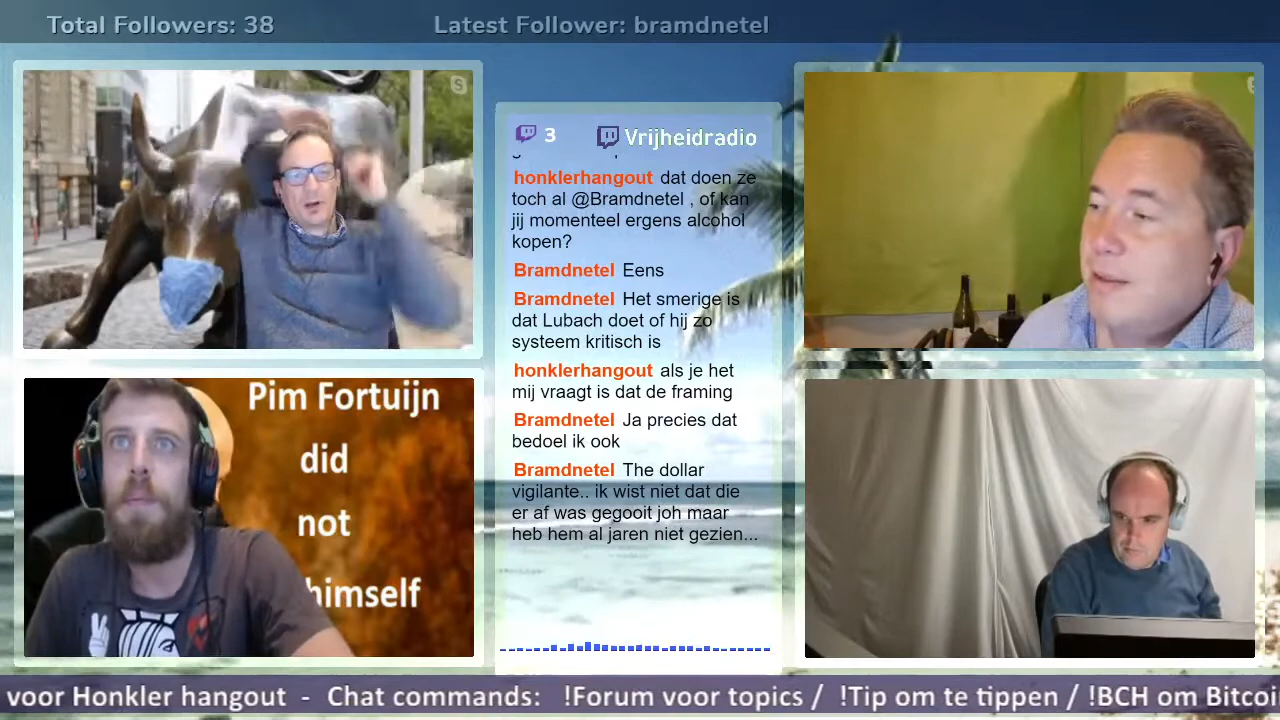 Total Followers: 38
Latest Follower: bramdnetel
3
Vrijheidradio
honklerhangout dat doen ze
toch al @Bramdnetel , of kan
jij momenteel ergens alcohol
kopen?
Bramdnetel Eens
Bramdnetel Het smerige is
dat Lubach doet of hij zo
systeem kritisch is
honklerhangout als je het
mij vraagt is dat de framing
Bramdnetel Ja precies dat
bedoel ik ook
Bramdnetel The dollar
vigilante.. ik wist niet dat die
er af was gegooit joh maar
heb hem al jaren niet gezien...
Pim Fortuijn
did
not
himself
voor Honkler hangout - Chat commands: !Forum voor topics / !Tip om te tippen / !BCH om Bitcoi